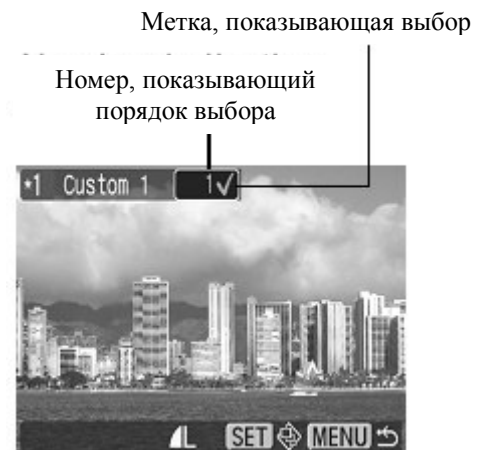 Метка, показывающая выбор
Номер, показывающий
порядок выбора
*1 Custom 1 1✓
L SET MENU